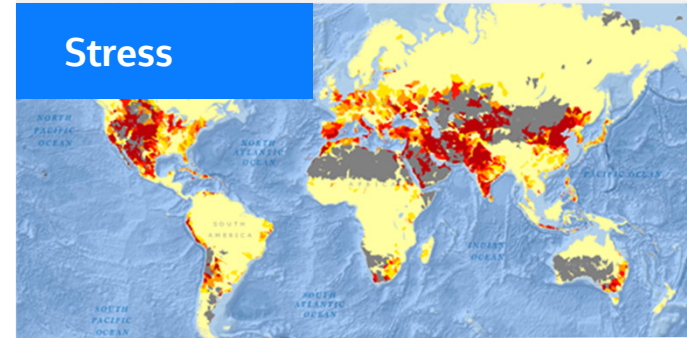 Stress
NORTH
PACIFIC
OCEAN
NORTH
ATLANTIC
OCEAN
PACIFIC OCEAN
SOUTH
AMERICA
INDIAN
OCEAN
SOUTH
ATLANTIC
OCEAN
SOUTH
PACIFIC
OCEAN